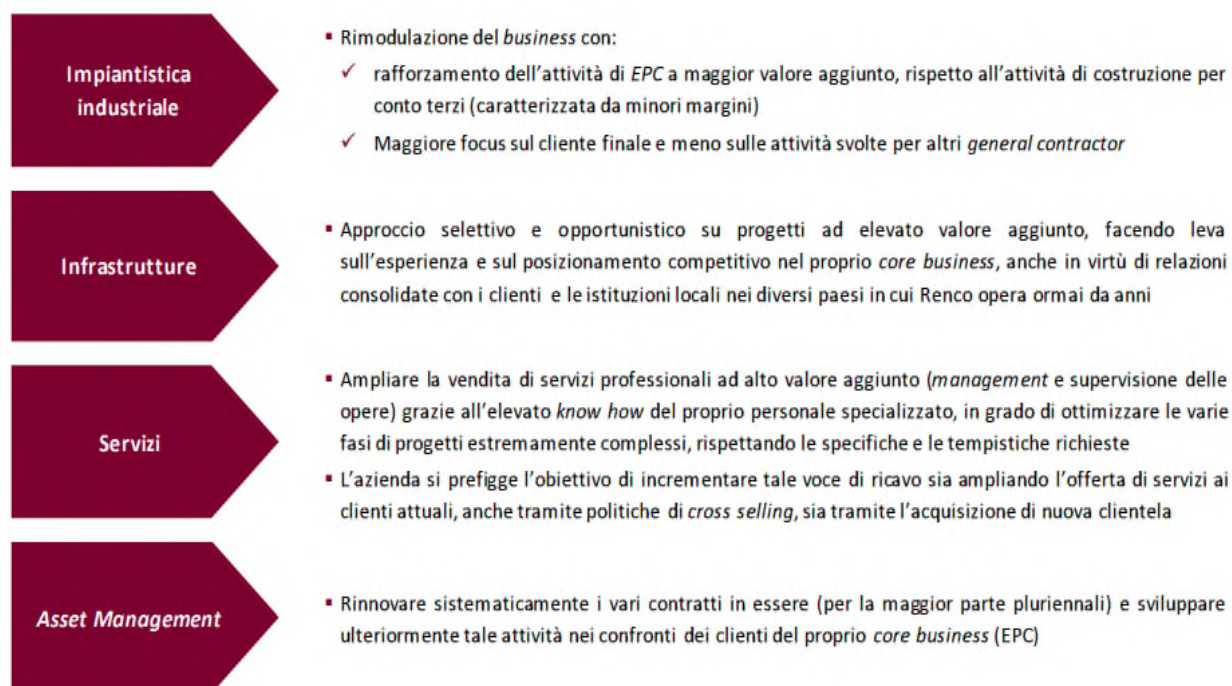 Impiantistica
industriale
▪ Rimodulazione del business con:
✓ rafforzamento dell'attività di EPC a maggior valore aggiunto, rispetto all'attività di costruzione per
conto terzi (caratterizzata da minori margini)
✓ Maggiore focus sul cliente finale e meno sulle attività svolte per altri general contractor
Infrastrutture
▪ Approccio selettivo e opportunistico su progetti ad elevato valore aggiunto, facendo leva
sull'esperienza e sul posizionamento competitivo nel proprio core business, anche in virtù di relazioni
consolidate con i clienti e le istituzioni locali nei diversi paesi in cui Renco opera ormai da anni
Servizi
▪ Ampliare la vendita di servizi professionali ad alto valore aggiunto (management e supervisione delle
opere) grazie all'elevato know how del proprio personale specializzato, in grado di ottimizzare le varie
fasi di progetti estremamente complessi, rispettando le specifiche e le tempistiche richieste
▪ L'azienda si prefigge l'obiettivo di incrementare tale voce di ricavo sia ampliando l'offerta di servizi ai
clienti attuali, anche tramite politiche di cross selling, sia tramite l'acquisizione di nuova clientela
Asset Management
▪ Rinnovare sistematicamente i vari contratti in essere (per la maggior parte pluriennali) e sviluppare
ulteriormente tale attività nei confronti dei clienti del proprio core business (EPC)